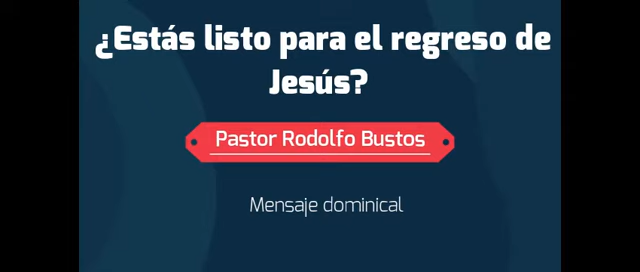 ¿Estás listo para el regreso de
Jesús?
Pastor Rodolfo Bustos
Mensaje dominical